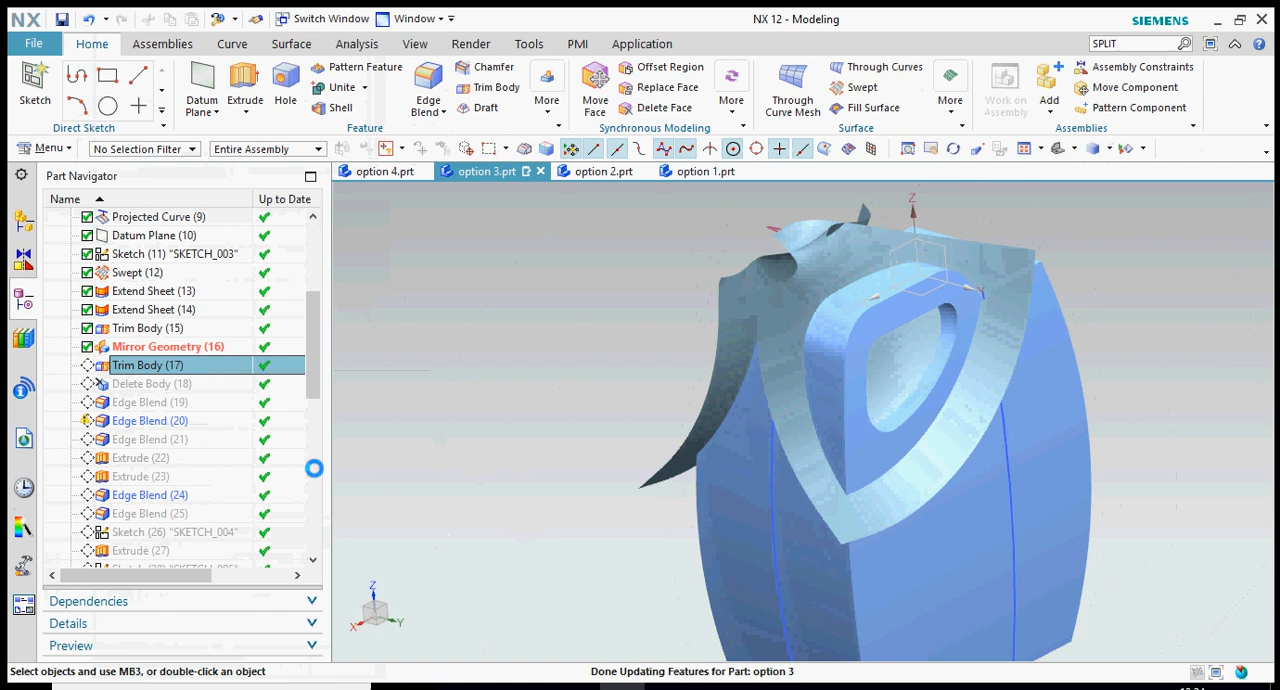 NX Switch Window Window NX 12 - Modeling SIEMENS
File Home Assemblies Curve Surface Analysis View Render Tools PMI Application SPLIT
Sketch
Direct Sketch
Datum Plane
Extrude
Hole
Pattern Feature
Unite
Shell
Edge Blend
Chamfer
Trim Body
Draft
More
Feature
Move Face
Offset Region
Replace Face
Delete Face
More
Synchronous Modeling
Through Curve Mesh
Through Curves
Swept
Fill Surface
More
Surface
Work on Assembly
Add
Assembly Constraints
Move Component
Pattern Component
Assemblies
Menu No Selection Filter Entire Assembly
Part Navigator
option 4.prt option 3.prt option 2.prt option 1.prt
Name Up to Date
Projected Curve (9)
Datum Plane (10)
Sketch (11) "SKETCH_003"
Swept (12)
Extend Sheet (13)
Extend Sheet (14)
Trim Body (15)
Mirror Geometry (16)
Trim Body (17)
Delete Body (18)
Edge Blend (19)
Edge Blend (20)
Edge Blend (21)
Extrude (22)
Extrude (23)
Edge Blend (24)
Edge Blend (25)
Sketch (26) "SKETCH_004"
Extrude (27)
Dependencies
Details
Preview
Z
Y
Z
X
Y
Select objects and use MB3, or double-click an object Done Updating Features for Part: option 3